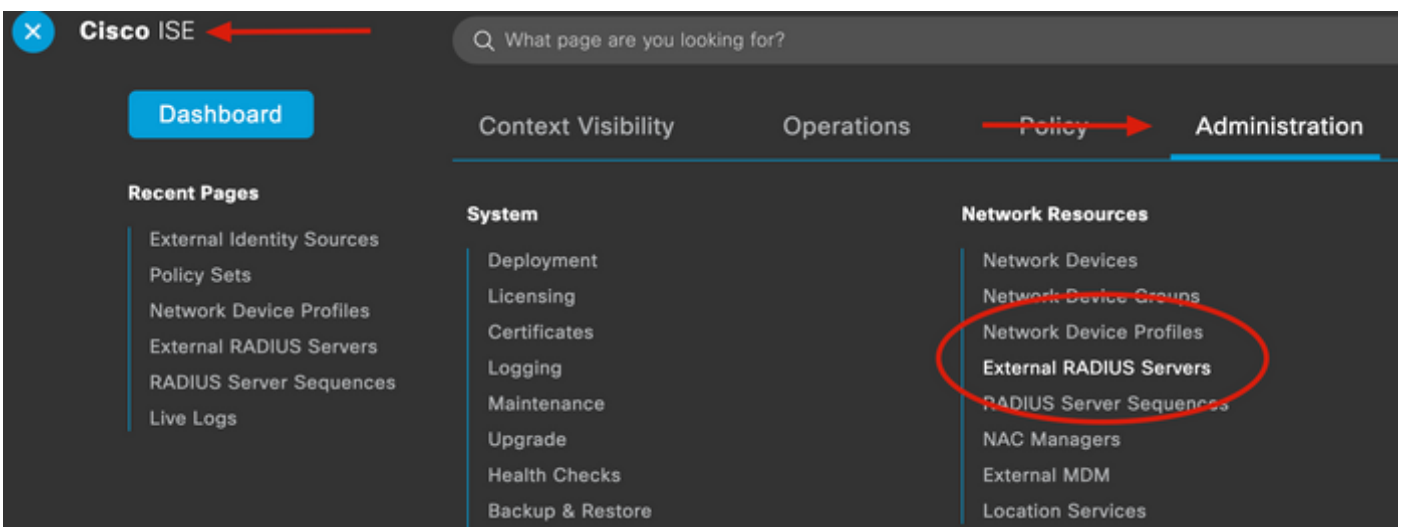 Cisco ISE
What page are you looking for?
Dashboard
Context Visibility
Operations
Policy
Administration
Recent Pages
External Identity Sources
Policy Sets
Network Device Profiles
External RADIUS Servers
RADIUS Server Sequences
Live Logs
System
Deployment
Licensing
Certificates
Logging
Maintenance
Upgrade
Health Checks
Backup & Restore
Network Resources
Network Devices
Network Device Groups
Network Device Profiles
External RADIUS Servers
RADIUS Server Sequences
NAC Managers
External MDM
Location Services